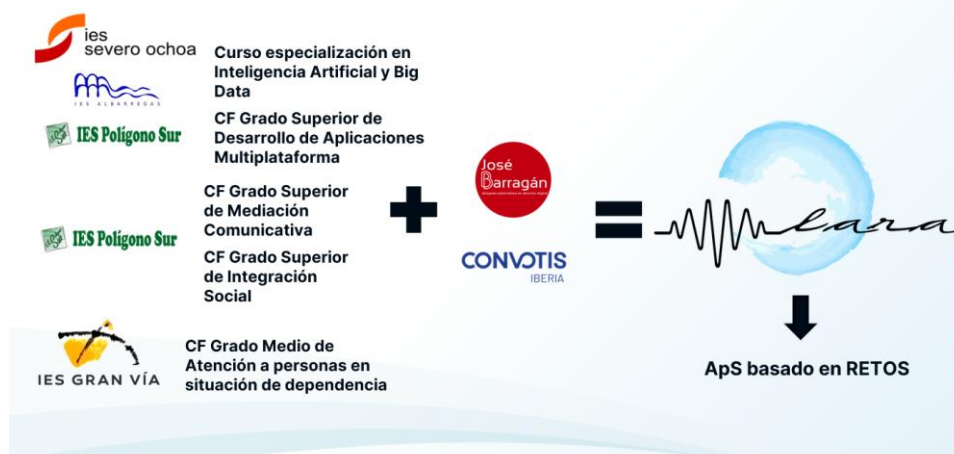 ies
severo ochoa
Curso especialización en
Inteligencia Artificial y Big
Data
IES ALBARREGAS
IES Polígono Sur
CF Grado Superior de
Desarrollo de Aplicaciones
Multiplataforma
IES Polígono Sur
CF Grado Superior
de Mediación
Comunicativa
CF Grado Superior
de Integración
Social
IES GRAN VÍA
CF Grado Medio de
Atención a personas en
situación de dependencia
+
José
Barragán
CONVOTIS
IBERIA
=
lara
ApS basado en RETOS